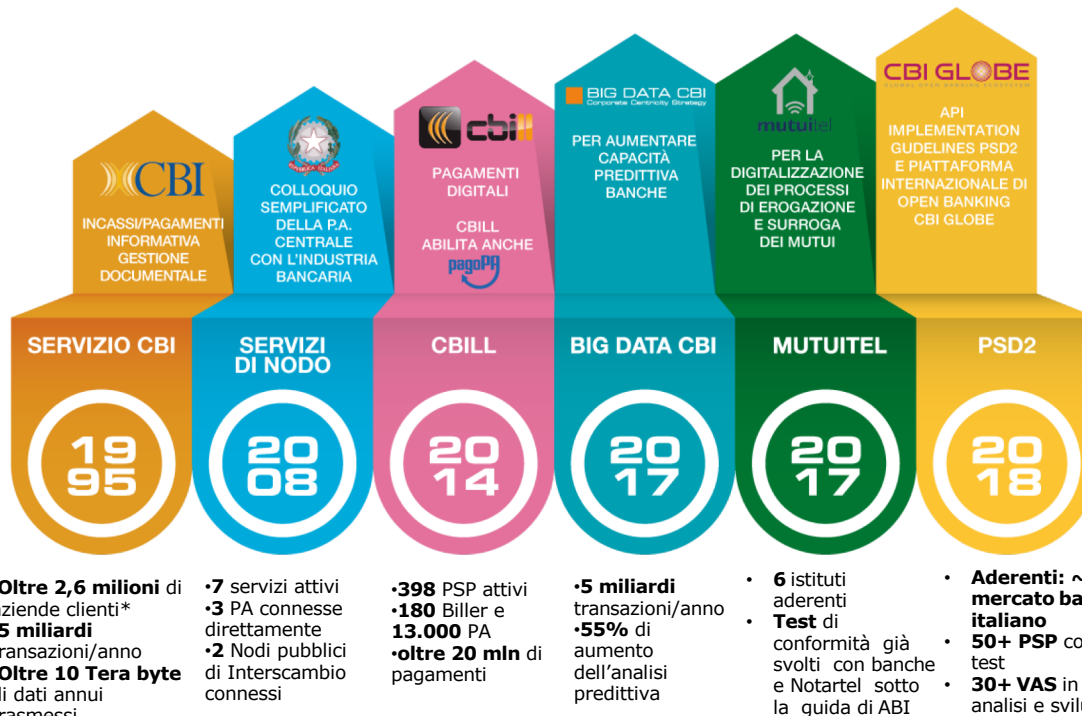 CBI
INCASSI/PAGAMENTI
INFORMATIVA
GESTIONE
DOCUMENTALE
COLLOQUIO
SEMPLIFICATO
DELLA P.A.
CENTRALE
CON L'INDUSTRIA
BANCARIA
cbill
PAGAMENTI
DIGITALI
CBILL
ABILITA ANCHE
pagoPA
BIG DATA CBI
Corporate Centricity Strategy
PER AUMENTARE
CAPACITÀ
PREDITTIVA
BANCHE
mutuitel
PER LA
DIGITALIZZAZIONE
DEI PROCESSI
DI EROGAZIONE
E SURROGA
DEI MUTUI
CBI GLOBE
GLOBAL OPEN BANKING ECOSYSTEM
API
IMPLEMENTATION
GUDELINES PSD2
E PIATTAFORMA
INTERNAZIONALE DI
OPEN BANKING
CBI GLOBE
SERVIZIO CBI
19
95
SERVIZI
DI NODO
20
08
CBILL
20
14
BIG DATA CBI
20
17
MUTUITEL
20
17
PSD2
20
18
Oltre 2,6 milioni di
aziende clienti*
5 miliardi
transazioni/anno
Oltre 10 Tera byte
di dati annui
trasmessi
•7 servizi attivi
•3 PA connesse
direttamente
•2 Nodi pubblici
di Interscambio
connessi
•398 PSP attivi
•180 Biller e
13.000 PA
•oltre 20 mln di
pagamenti
•5 miliardi
transazioni/anno
•55% di
aumento
dell'analisi
predittiva
• 6 istituti
aderenti
• Test di
conformità già
svolti con banche
e Notartel sotto
la guida di ABI
• Aderenti: ~
mercato
italiano
• 50+ PSP
test
• 30+ VAS in
analisi e